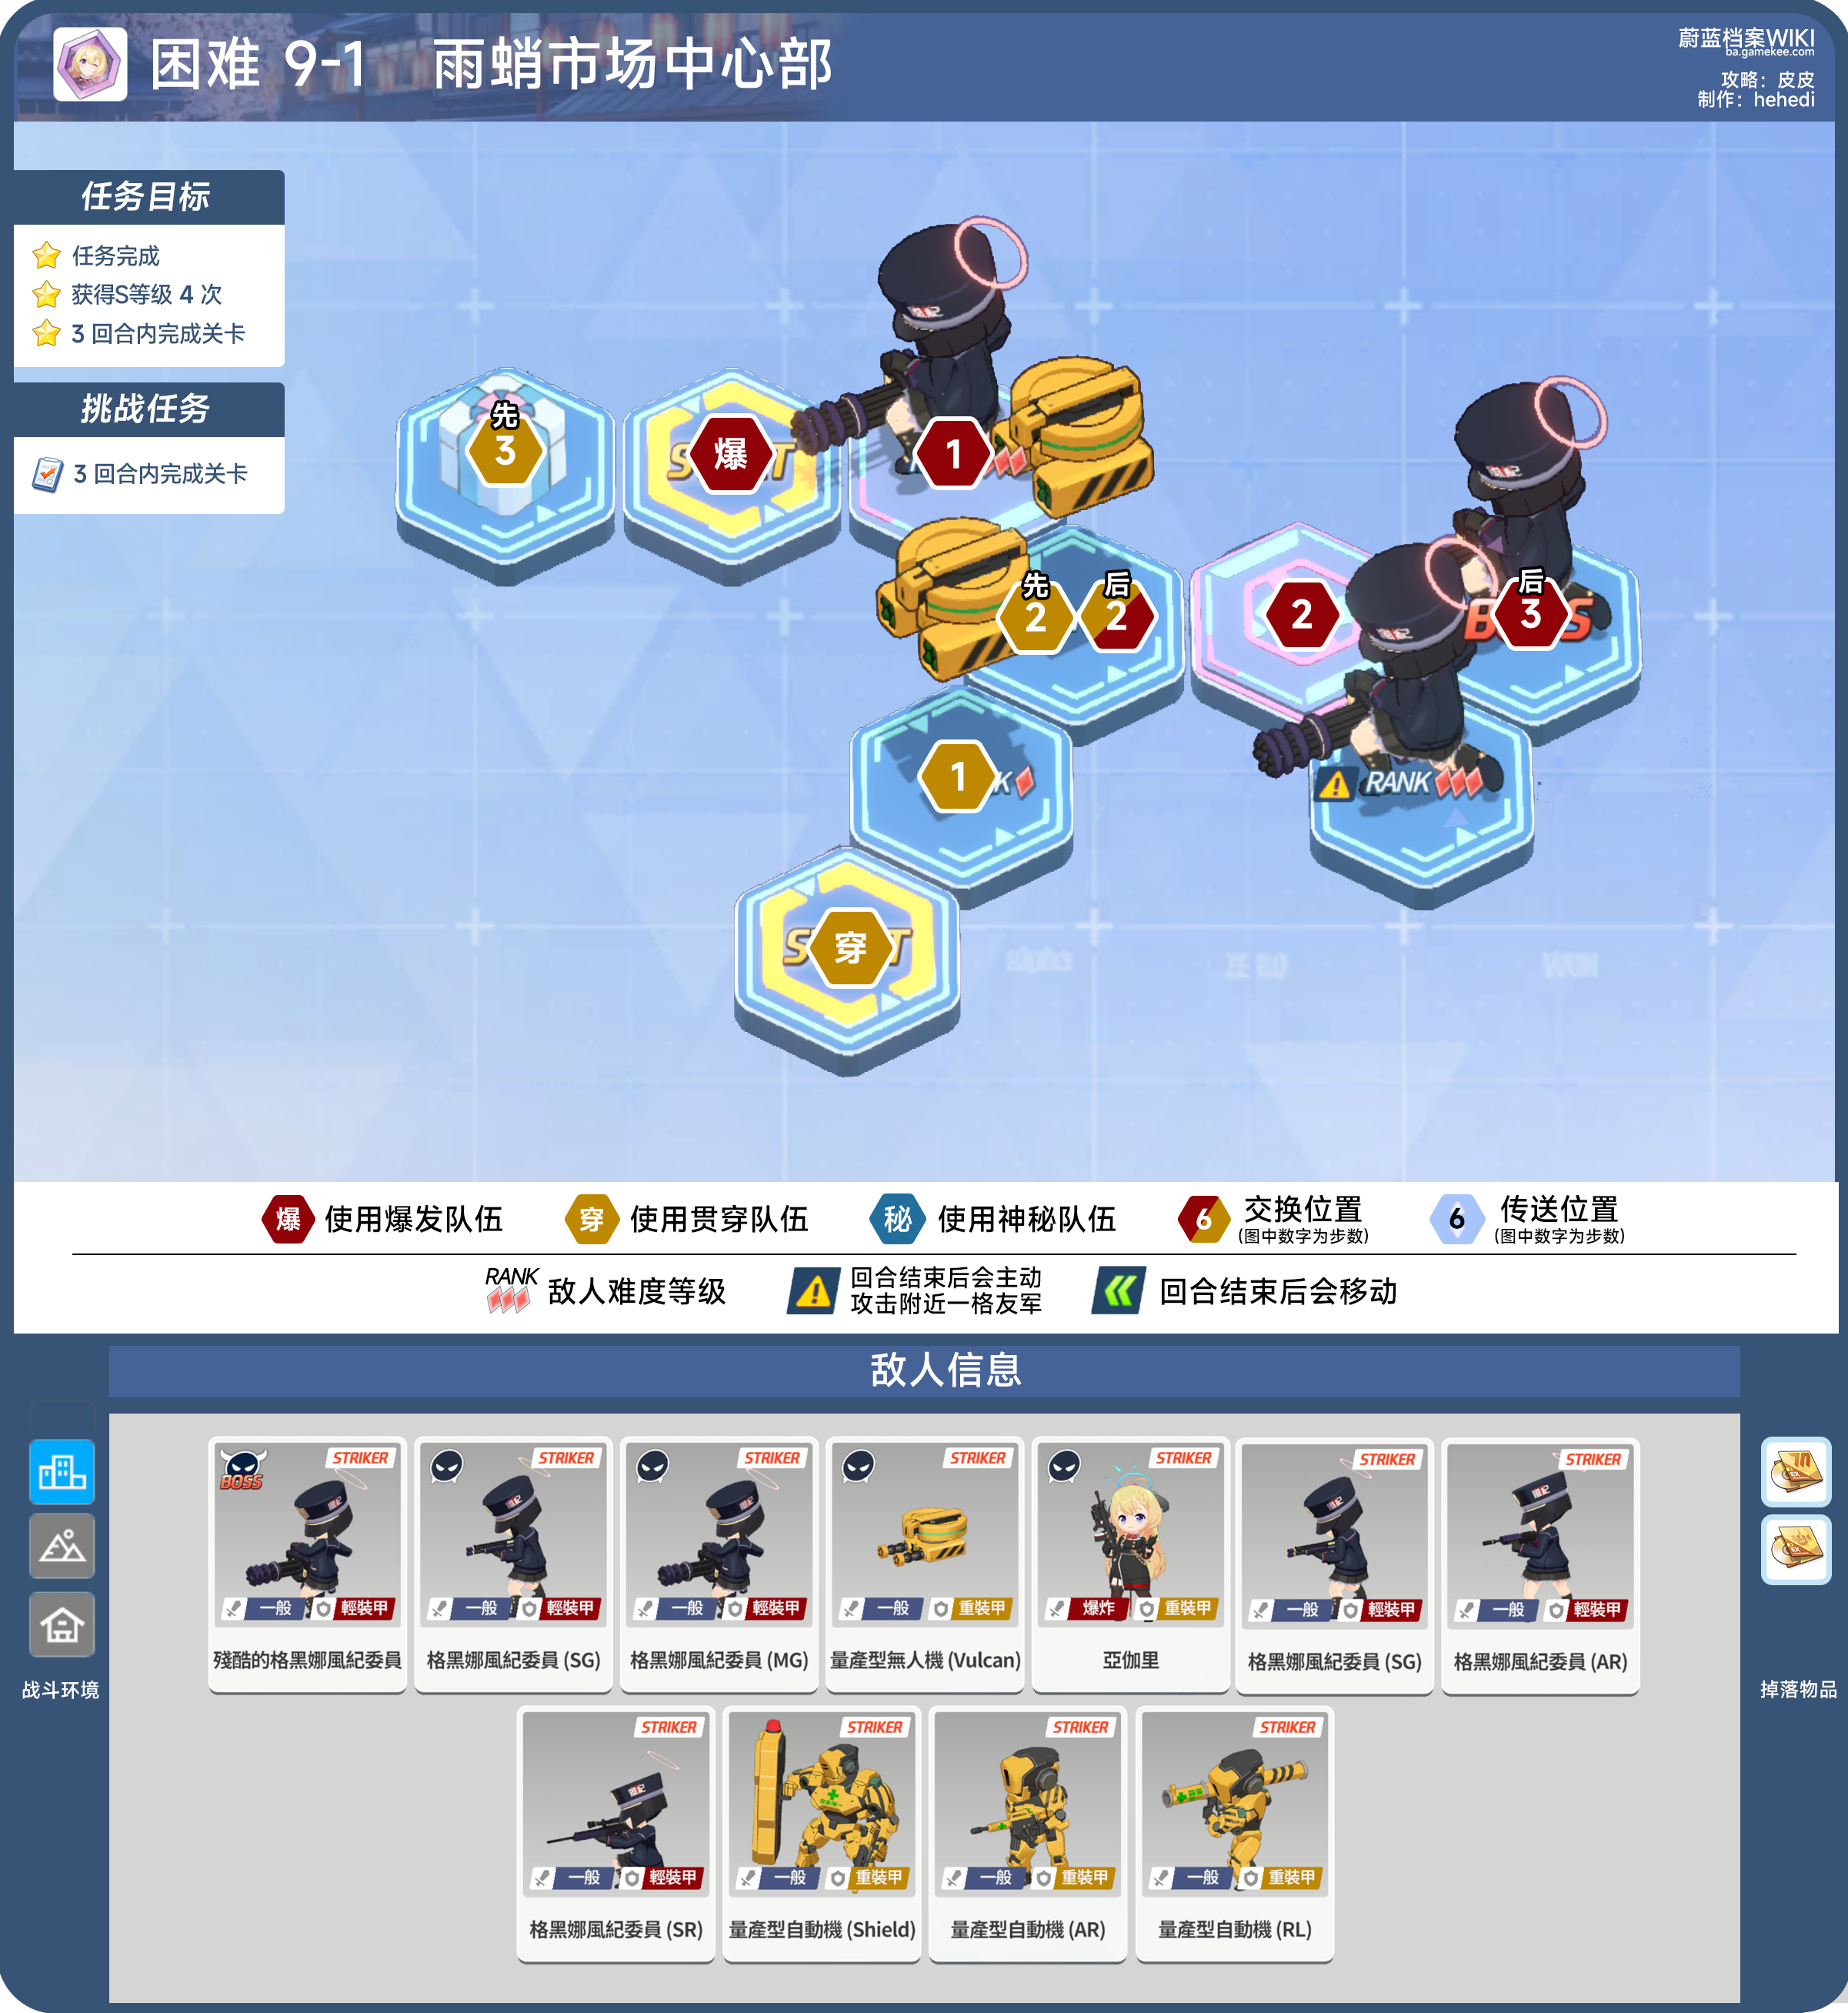 困难 9-1 雨蛸市场中心部
蔚蓝档案WIKI
ba.gamekee.com
攻略：皮皮
制作：hehedi
任务目标
任务完成
获得S等级 4 次
3 回合内完成关卡
挑战任务
3 回合内完成关卡
先
3
爆
1
先
2
后
2
2
后
3
BOSS
1
RANK
穿
alpha
ZERO
WUN
爆 使用爆发队伍
穿 使用贯穿队伍
秘 使用神秘队伍
6 交换位置
(图中数字为步数)
6 传送位置
(图中数字为步数)
RANK 敌人难度等级
回合结束后会主动
攻击附近一格友军
回合结束后会移动
敌人信息
战斗环境
掉落物品
BOSS
STRIKER
一般 輕裝甲
殘酷的格黑娜風紀委員
STRIKER
一般 輕裝甲
格黑娜風紀委員 (SG)
STRIKER
一般 輕裝甲
格黑娜風紀委員 (MG)
STRIKER
一般 重裝甲
量產型無人機 (Vulcan)
STRIKER
爆炸 重裝甲
亞伽里
STRIKER
一般 輕裝甲
格黑娜風紀委員 (SG)
STRIKER
一般 輕裝甲
格黑娜風紀委員 (AR)
STRIKER
一般 輕裝甲
格黑娜風紀委員 (SR)
STRIKER
一般 重裝甲
量產型自動機 (Shield)
STRIKER
一般 重裝甲
量產型自動機 (AR)
STRIKER
一般 重裝甲
量產型自動機 (RL)